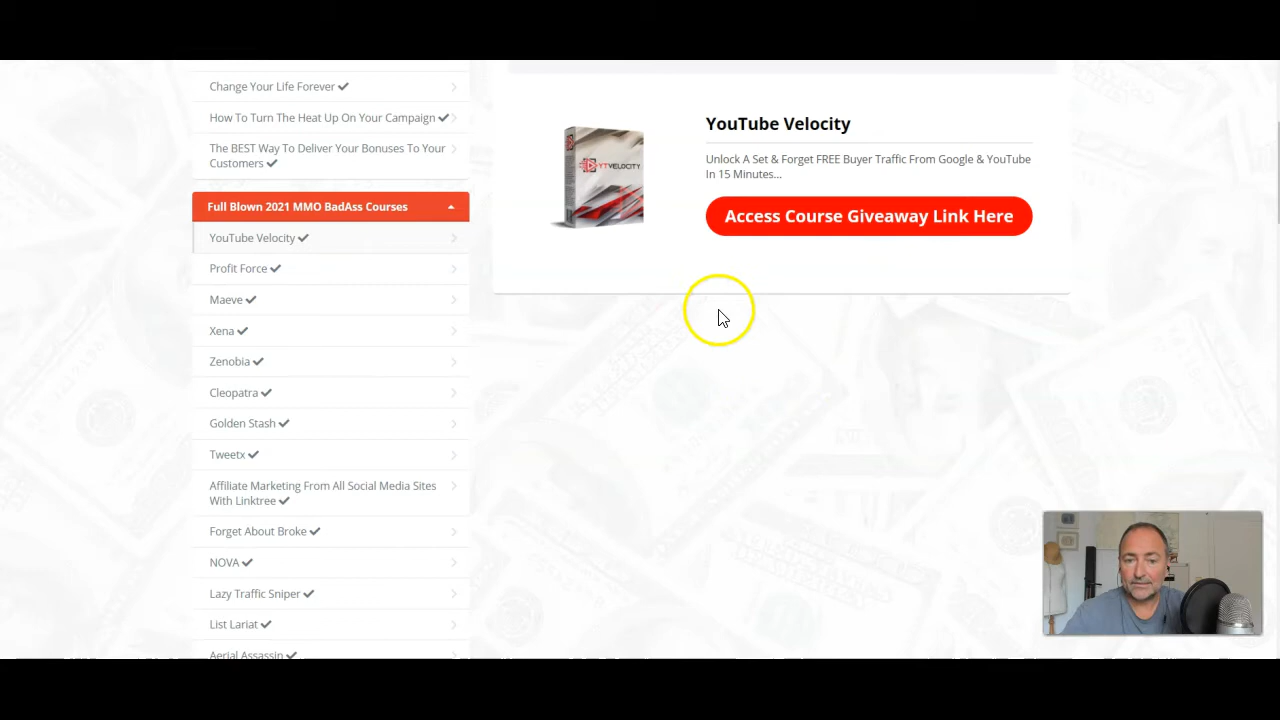 Change Your Life Forever ✔
How To Turn The Heat Up On Your Campaign ✔
The BEST Way To Deliver Your Bonuses To Your
Customers ✔
Full Blown 2021 MMO BadAss Courses
YouTube Velocity ✔
Profit Force ✔
Maeve ✔
Xena ✔
Zenobia ✔
Cleopatra ✔
Golden Stash ✔
Tweetx ✔
Affiliate Marketing From All Social Media Sites
With Linktree ✔
Forget About Broke ✔
NOVA ✔
Lazy Traffic Sniper ✔
List Lariat ✔
Aerial Assassin ✔
YTVELOCITY
YouTube Velocity
Unlock A Set & Forget FREE Buyer Traffic From Google & YouTube
In 15 Minutes...
Access Course Giveaway Link Here